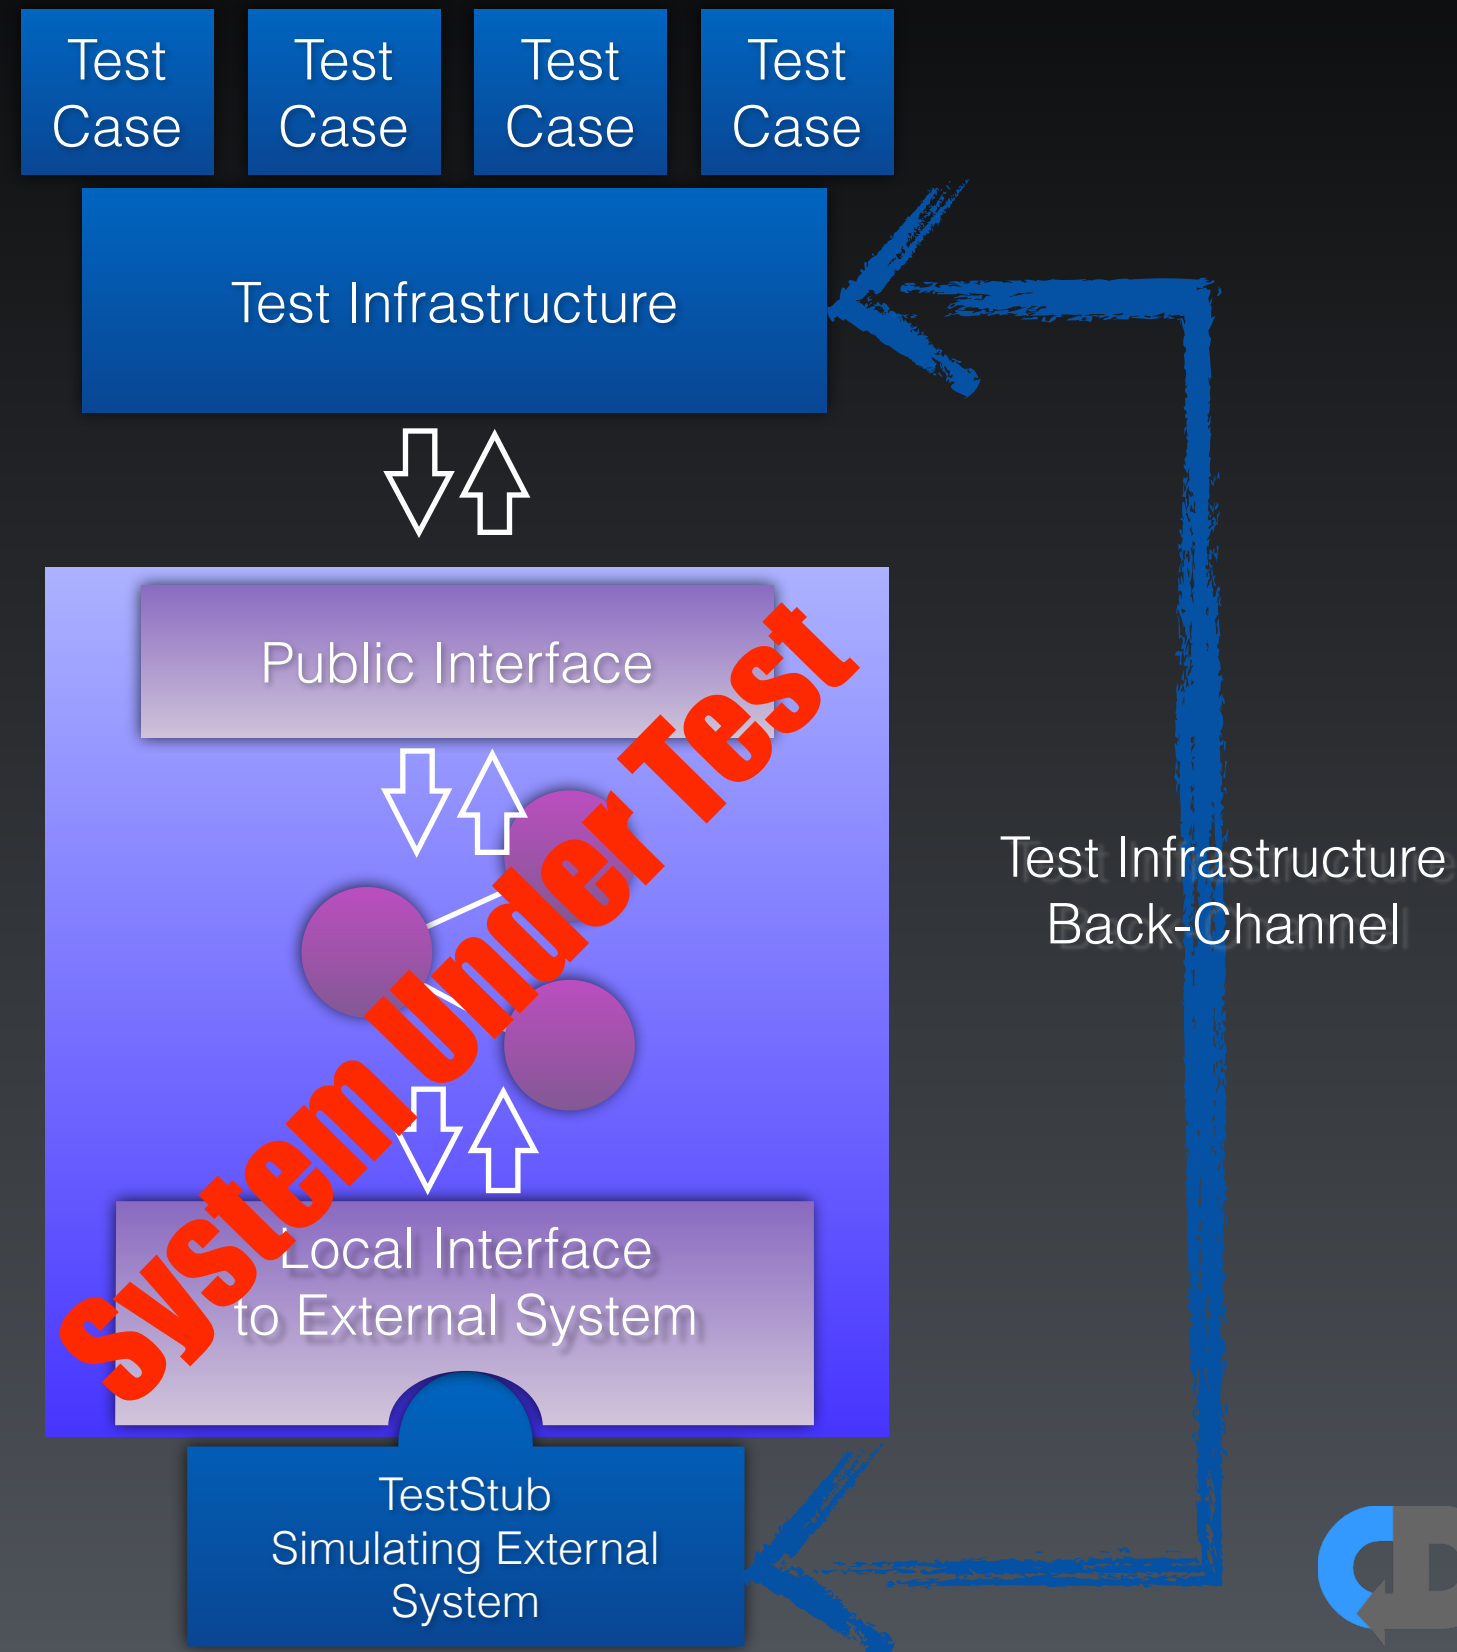 Test
Case
Test
Case
Test
Case
Test
Case
Test Infrastructure
Public Interface
System Under Test
Test Infrastructure
Back-Channel
Local Interface
to External System
TestStub
Simulating External
System